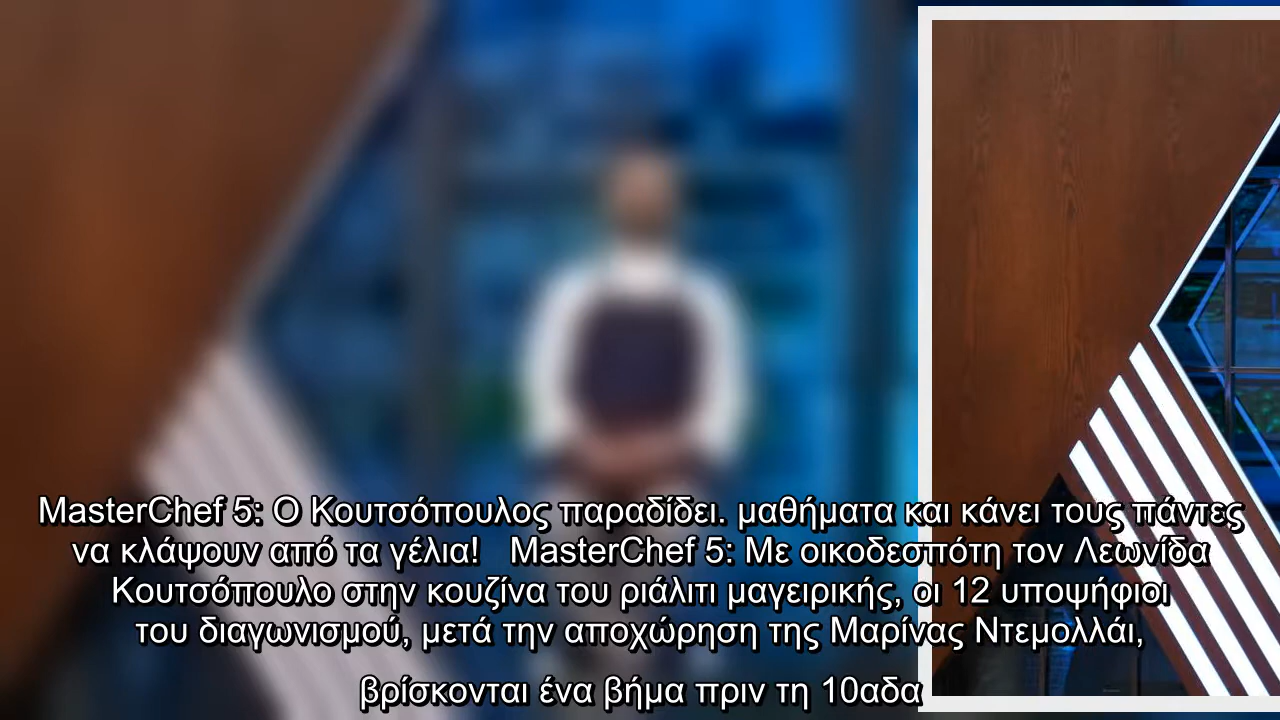 MasterChef 5: Ο Κουτσόπουλος παραδίδει. μαθήματα και κάνει τους πάντες
να κλάψουν από τα γέλια!   MasterChef 5: Με οικοδεσπότη τον Λεωνίδα
Κουτσόπουλο στην κουζίνα του ριάλιτι μαγειρικής, οι 12 υποψήφιοι
του διαγωνισμού, μετά την αποχώρηση της Μαρίνας Ντεμολλάι,
βρίσκονται ένα βήμα πριν τη 10αδα